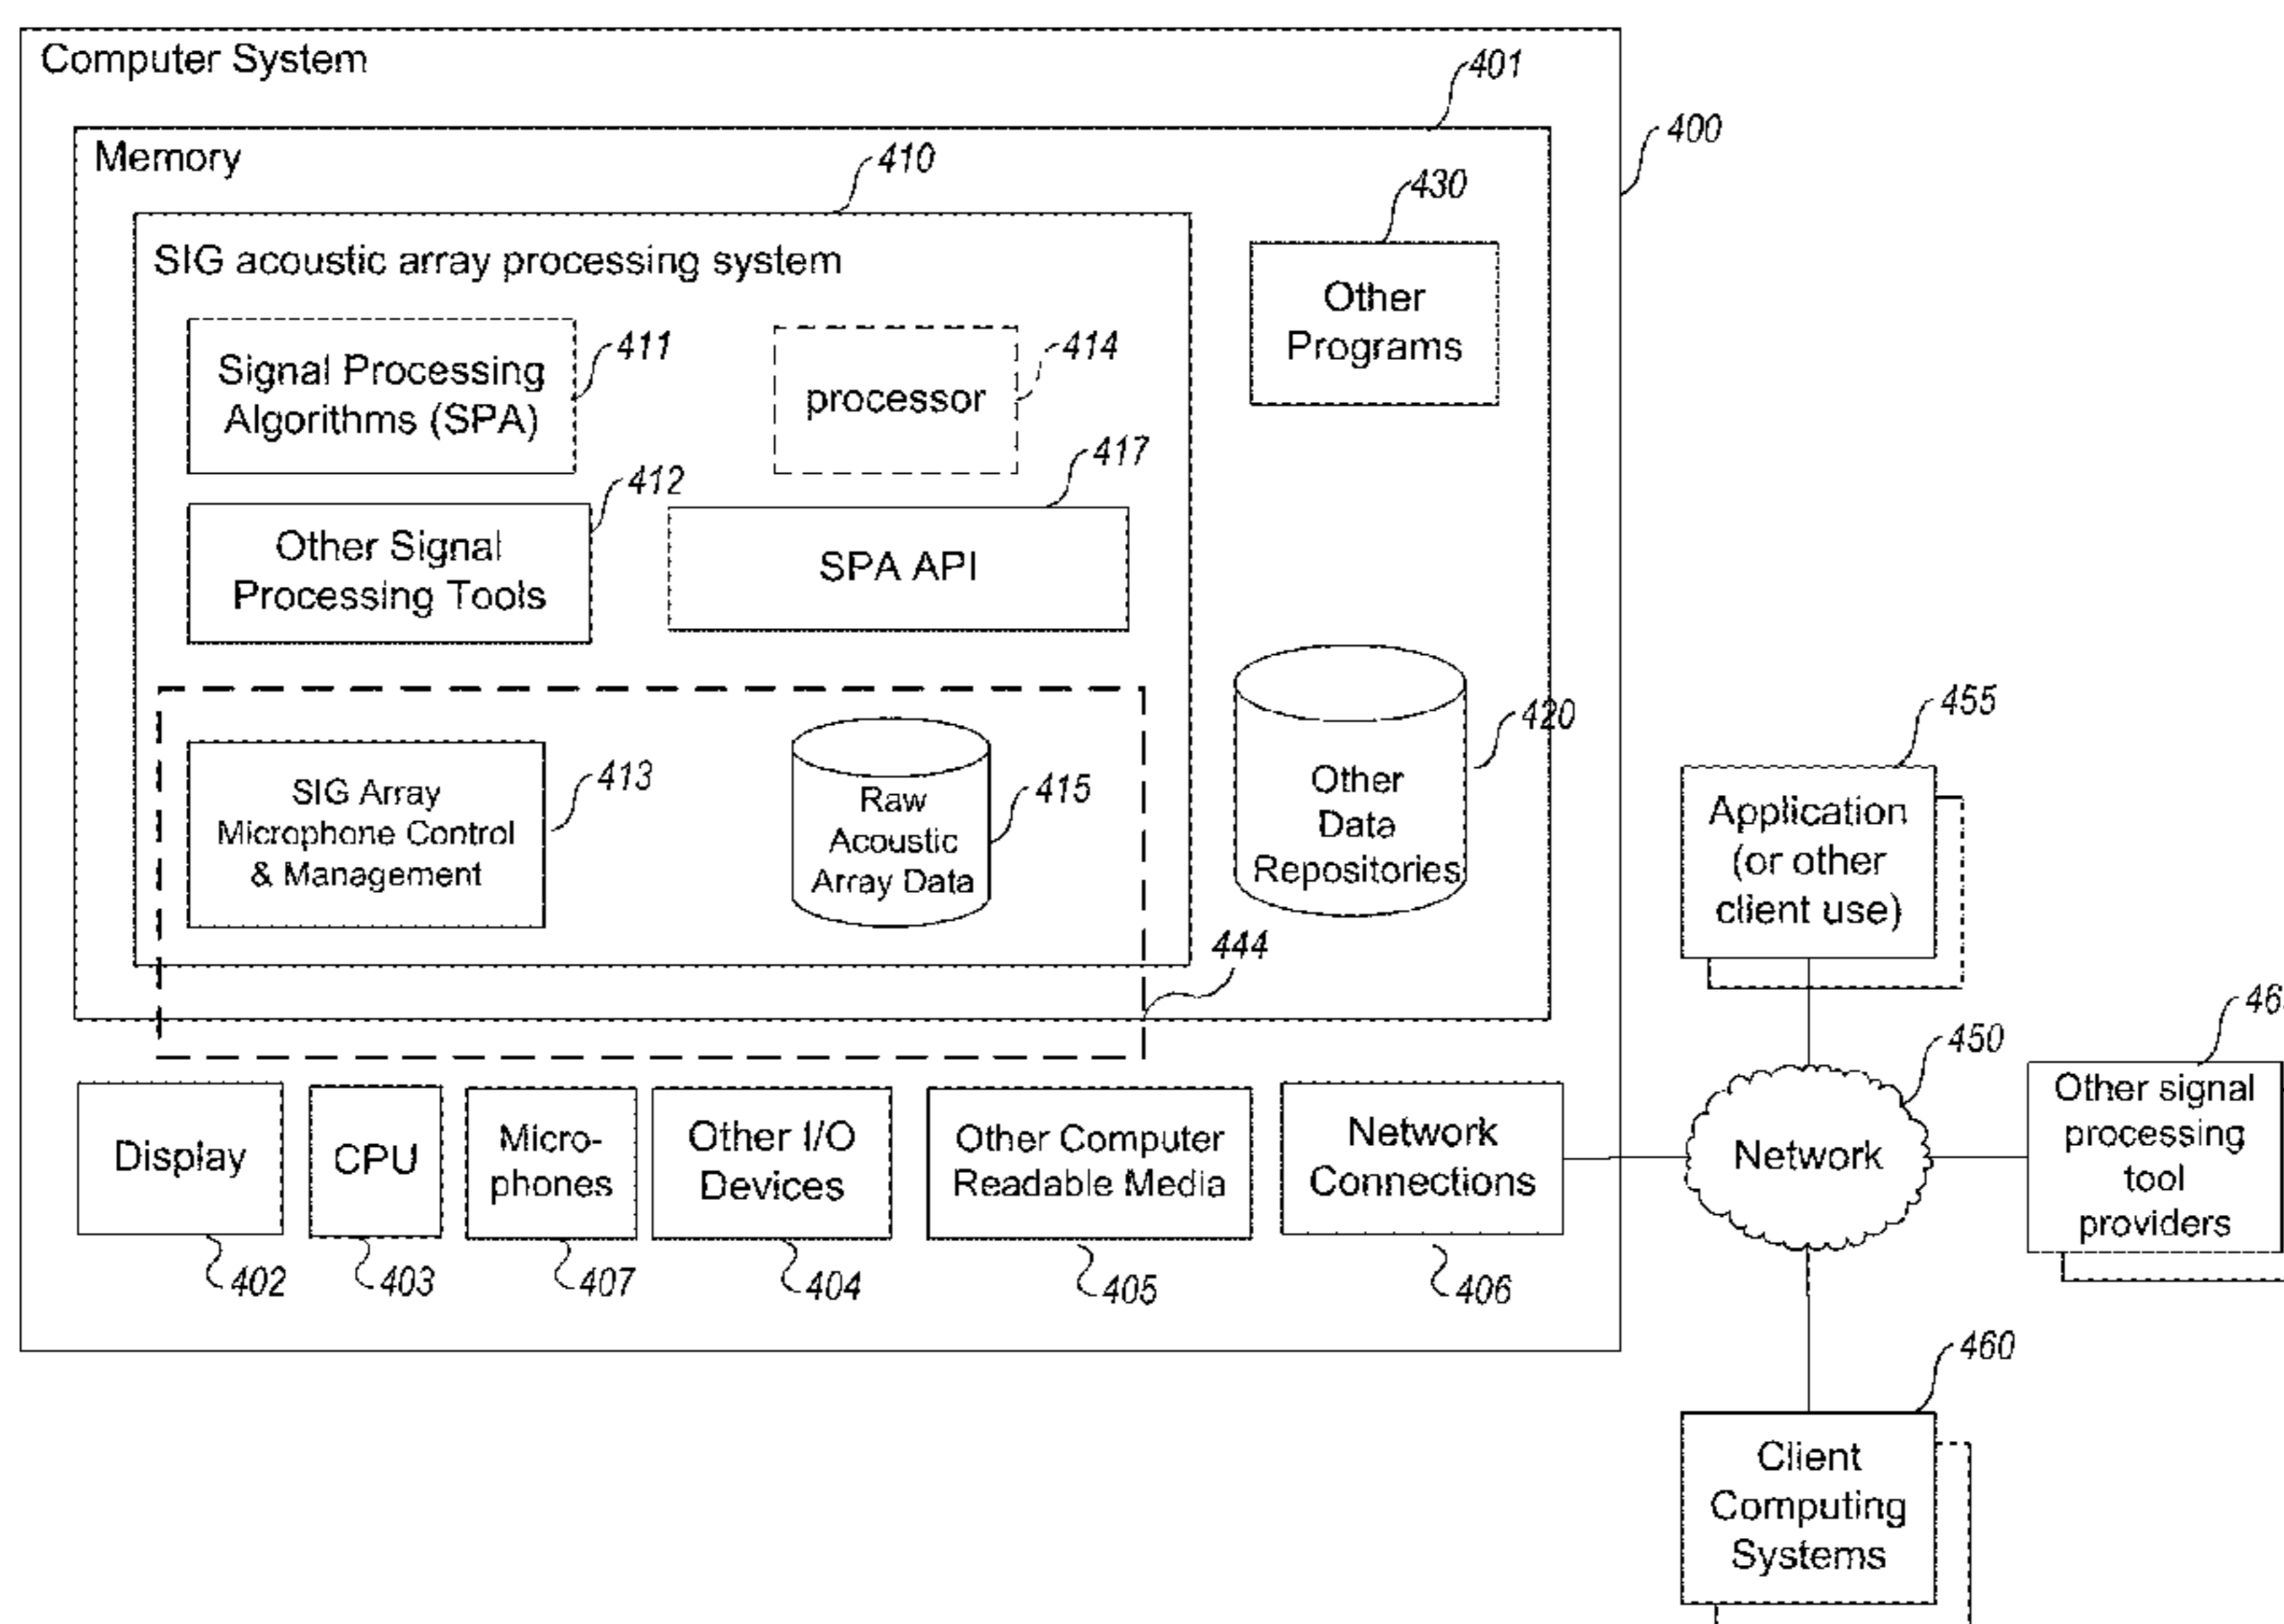 Computer System
401
400
Memory
410
430
SIG acoustic array processing system
Other
Programs
Signal Processing
Algorithms (SPA)
411
processor
414
417
412
Other Signal
Processing Tools
SPA API
420
SIG Array
Microphone Control
& Management
413
Raw
Acoustic
Array Data
415
Other
Data
Repositories
444
455
Application
(or other
client use)
450
Network
Other signal
processing
tool
providers
Display
CPU
Micro-
phones
Other I/O
Devices
Other Computer
Readable Media
Network
Connections
402
403
407
404
405
406
460
Client
Computing
Systems